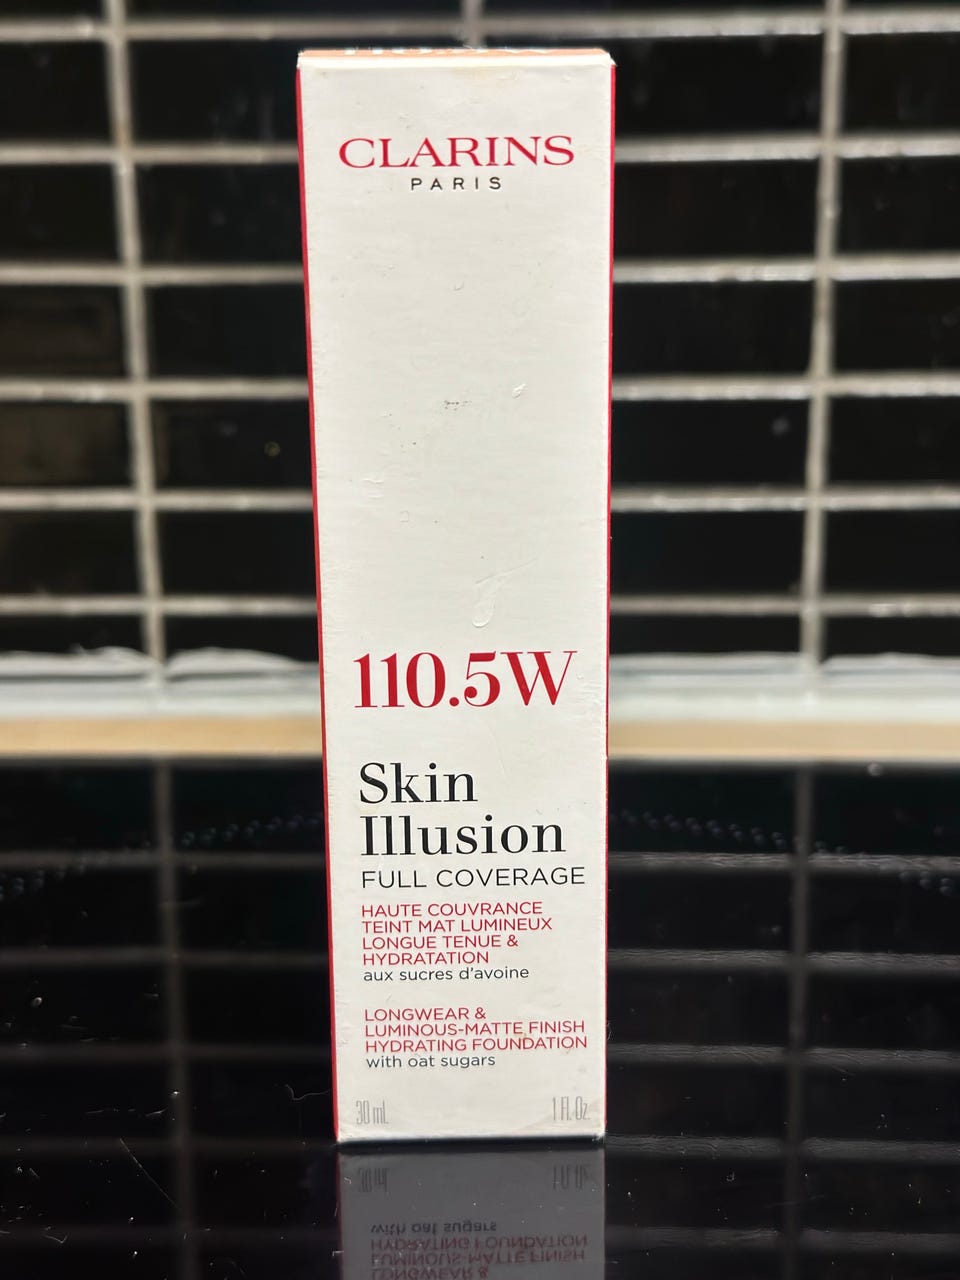 CLARINS
PARIS
110.5W
Skin
Illusion
FULL COVERAGE
HAUTE COUVRANCE
TEINT MAT LUMINEUX
LONGUE TENUE &
HYDRATATION
aux sucres d'avoine
LONGWEAR &
LUMINOUS-MATTE FINISH
HYDRATING FOUNDATION
with oat sugars
30 mL 1 Fl. Oz.